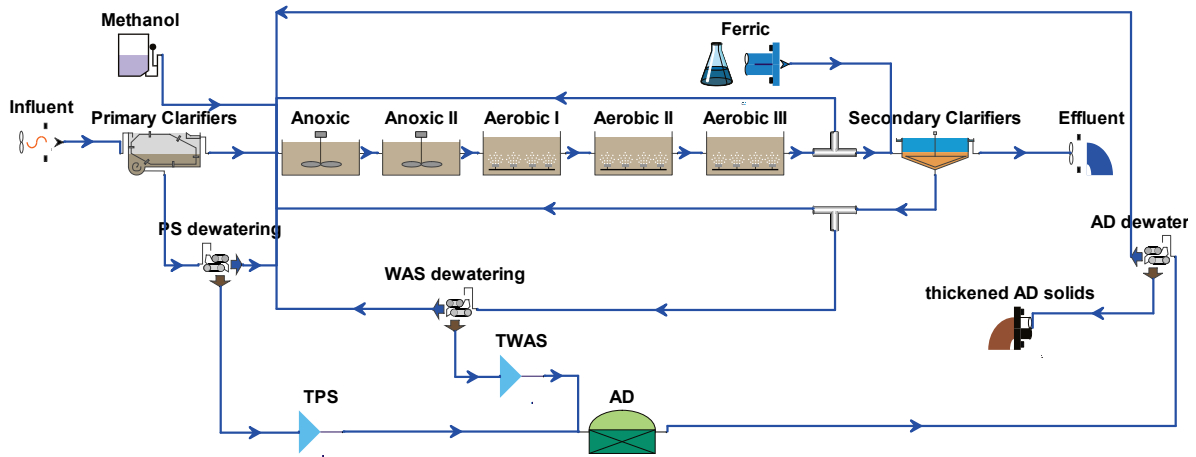 Methanol
Ferric
Influent
Primary Clarifiers
Anoxic
Anoxic II
Aerobic I
Aerobic II
Aerobic III
Secondary Clarifiers
Effluent
PS dewatering
AD dewater
WAS dewatering
thickened AD solids
TWAS
TPS
AD